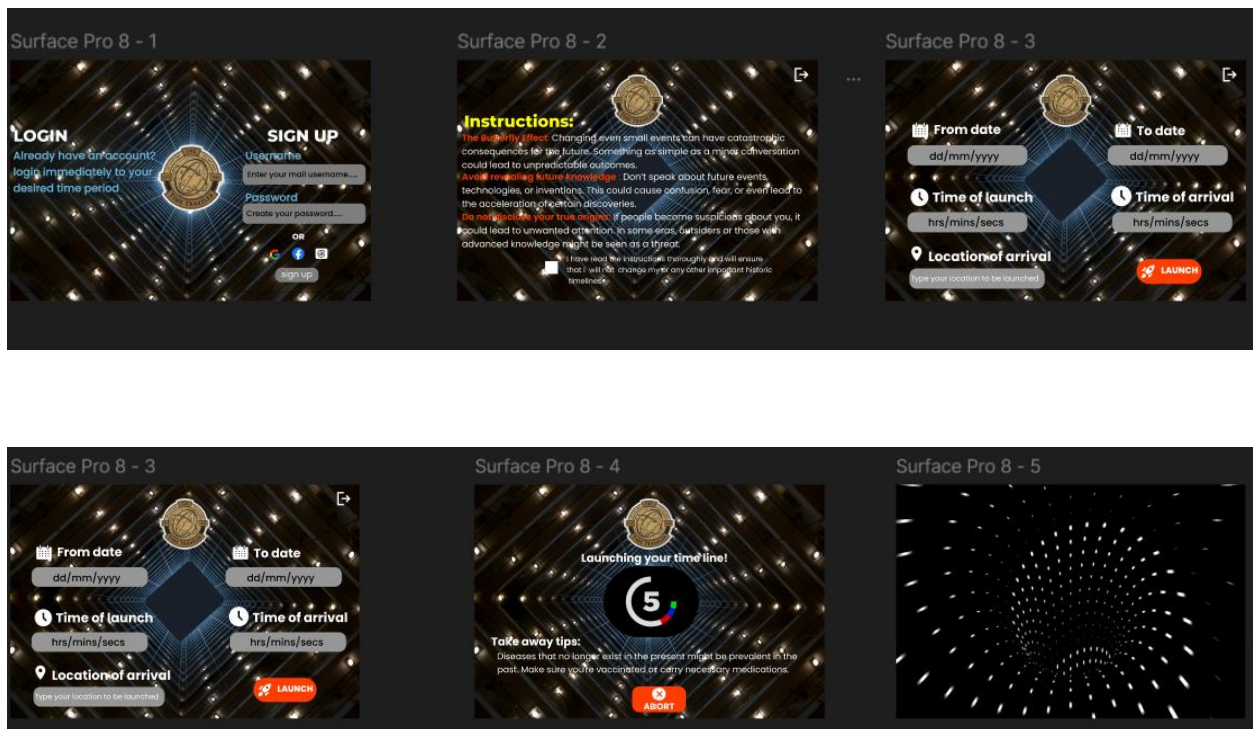 Surface Pro 8 - 1
LOGIN
Already have an account?
login immediately to your
desired time period
TIME TRAVELER
SIGN UP
Username
Enter your mail username....
Password
Create your password....
OR
sign up
Surface Pro 8 - 2
Instructions:
The Butterfly Effect: Changing even small events can have catastrophic
consequences for the future. Something as simple as a minor conversation
could lead to unpredictable outcomes.
Avoid revealing future knowledge : Don't speak about future events,
technologies, or inventions. This could cause confusion, fear, or even lead to
the acceleration of certain discoveries.
Do not disclose your true origins: If people become suspicious about you, it
could lead to unwanted attention. In some eras, outsiders or those with
advanced knowledge might be seen as a threat.
I have read the instructions thoroughly and will ensure
that i will not change my or any other important historic
timelines.
...
Surface Pro 8 - 3
From date
To date
dd/mm/yyyy
dd/mm/yyyy
Time of launch
Time of arrival
hrs/mins/secs
hrs/mins/secs
Location of arrival
Type your location to be launched
LAUNCH
Surface Pro 8 - 3
From date
To date
dd/mm/yyyy
dd/mm/yyyy
Time of launch
Time of arrival
hrs/mins/secs
hrs/mins/secs
Location of arrival
Type your location to be launched
LAUNCH
Surface Pro 8 - 4
Launching your time line!
5
Take away tips:
Diseases that no longer exist in the present might be prevalent in the
past. Make sure you're vaccinated or carry necessary medications.
ABORT
Surface Pro 8 - 5